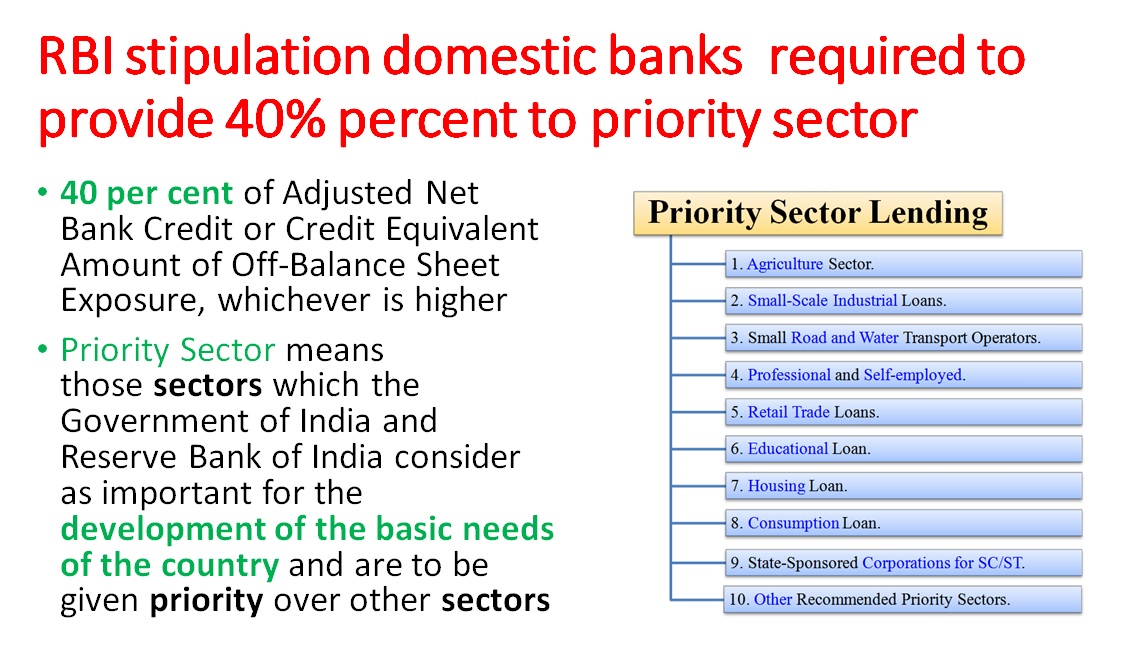 RBI stipulation domestic banks  required to
provide 40% percent to priority sector
• 40 per cent of Adjusted Net
Bank Credit or Credit Equivalent
Amount of Off-Balance Sheet
Exposure, whichever is higher
• Priority Sector means
those sectors which the
Government of India and
Reserve Bank of India consider
as important for the
development of the basic needs
of the country and are to be
given priority over other sectors
Priority Sector Lending
1. Agriculture Sector.
2. Small-Scale Industrial Loans.
3. Small Road and Water Transport Operators.
4. Professional and Self-employed.
5. Retail Trade Loans.
6. Educational Loan.
7. Housing Loan.
8. Consumption Loan.
9. State-Sponsored Corporations for SC/ST.
10. Other Recommended Priority Sectors.